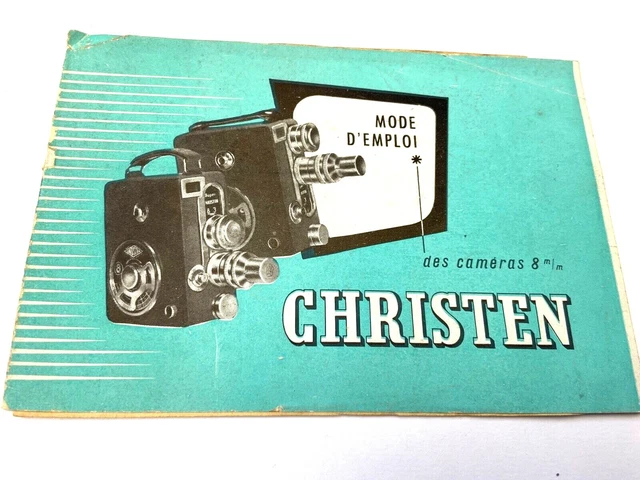 MODE
D'EMPLOI
*
des caméras 8 m/m
CHRISTEN